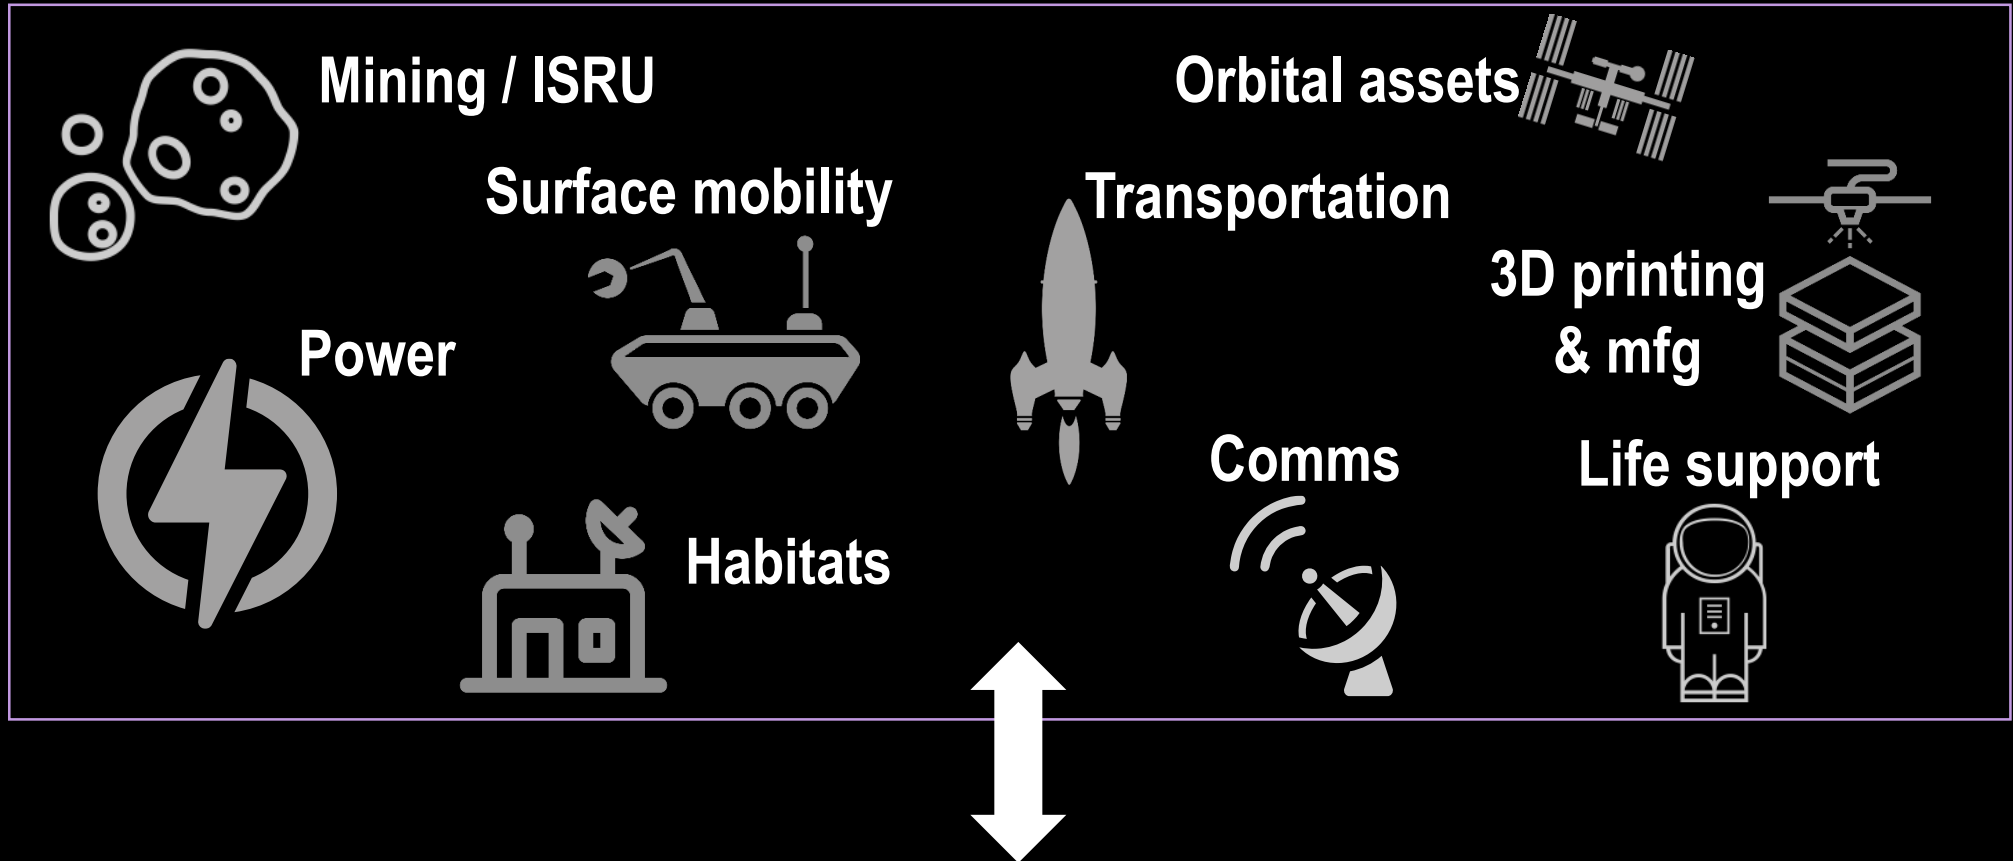 Mining / ISRU
Orbital assets
Surface mobility
Transportation
3D printing
& mfg
Power
Comms
Life support
Habitats